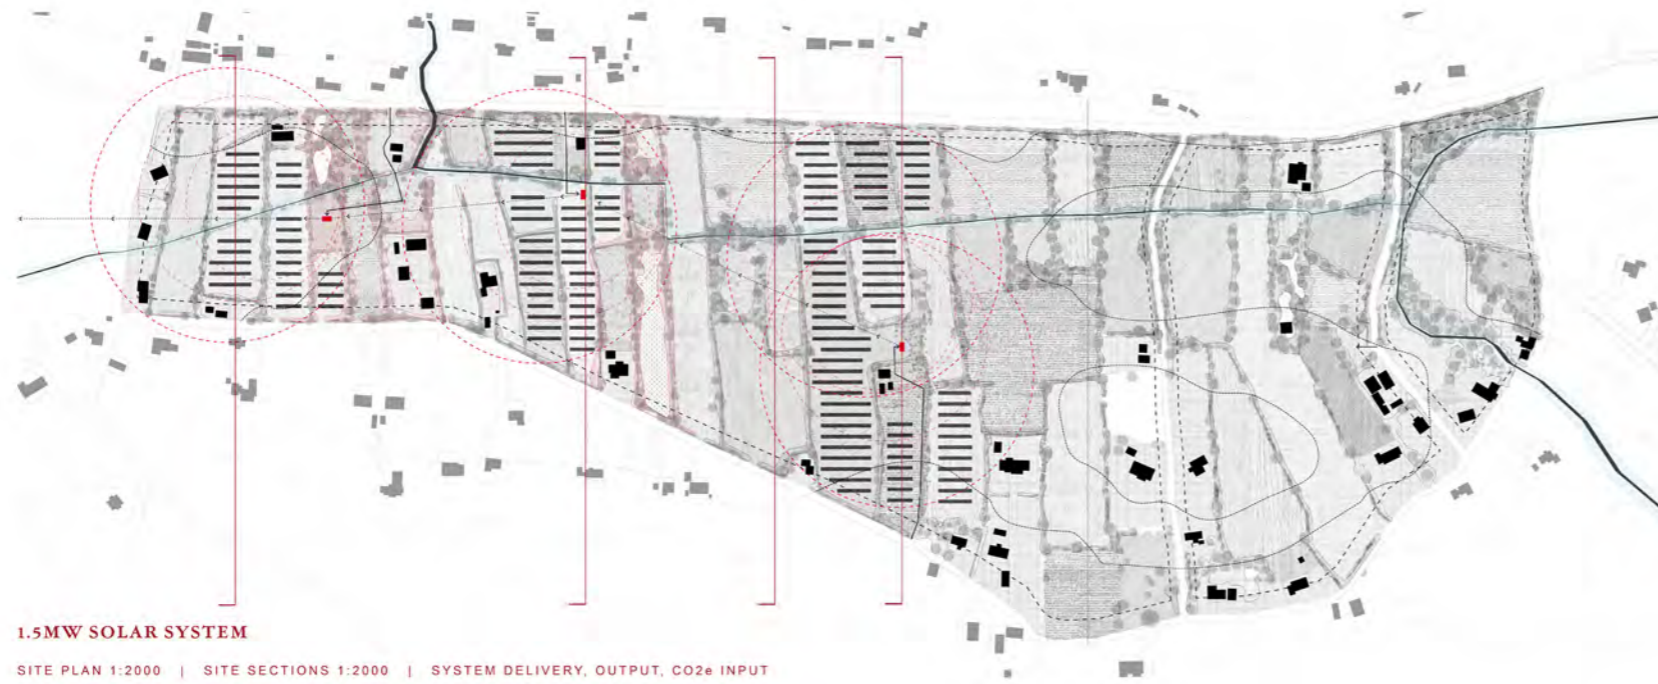 1.5MW SOLAR SYSTEM
SITE PLAN 1:2000 | SITE SECTIONS 1:2000 | SYSTEM DELIVERY, OUTPUT, CO2e INPUT